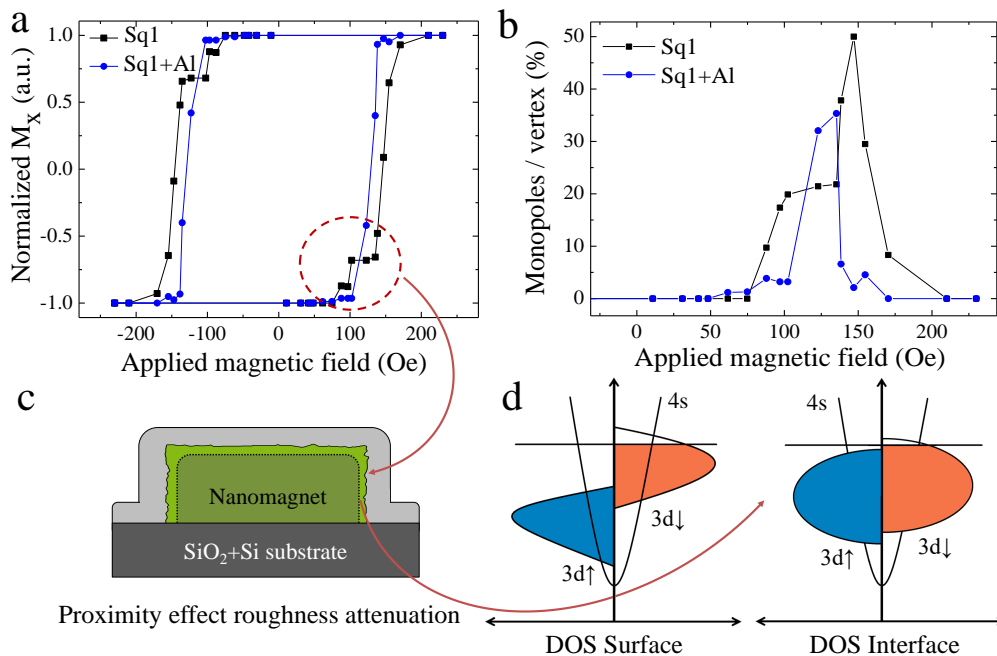 a
Sq1
Sq1+Al
1.0
0.5
0.0
-0.5
-1.0
Normalized Mx (a.u.)
-200 -100 0 100 200
Applied magnetic field (Oe)
b
Sq1
Sq1+Al
50
40
30
20
10
0
Monopoles / vertex (%)
0 50 100 150 200
Applied magnetic field (Oe)
c
Nanomagnet
SiO2+Si substrate
Proximity effect roughness attenuation
d
4s
3d↓
3d↑
DOS Surface
4s
3d↑
3d↓
DOS Interface